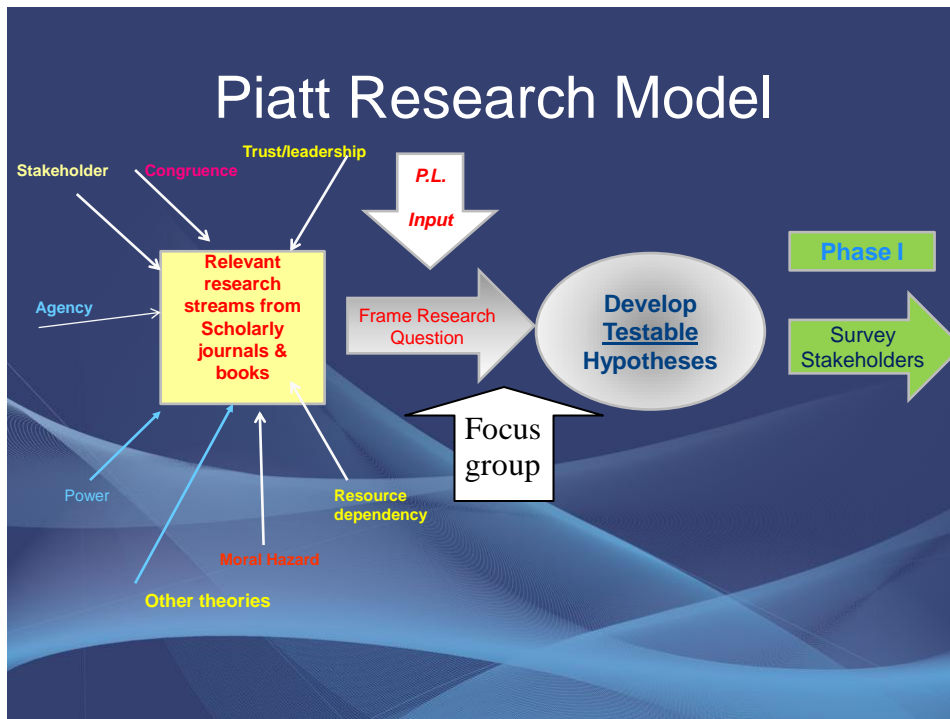 Piatt Research Model
Trust/leadership
Stakeholder
Congruence
P.L.
Input
Relevant
research
streams from
Scholarly
journals &
books
Agency
Frame Research
Question
Develop
Testable
Hypotheses
Phase I
Survey
Stakeholders
Focus
group
Power
Resource
dependency
Moral Hazard
Other theories